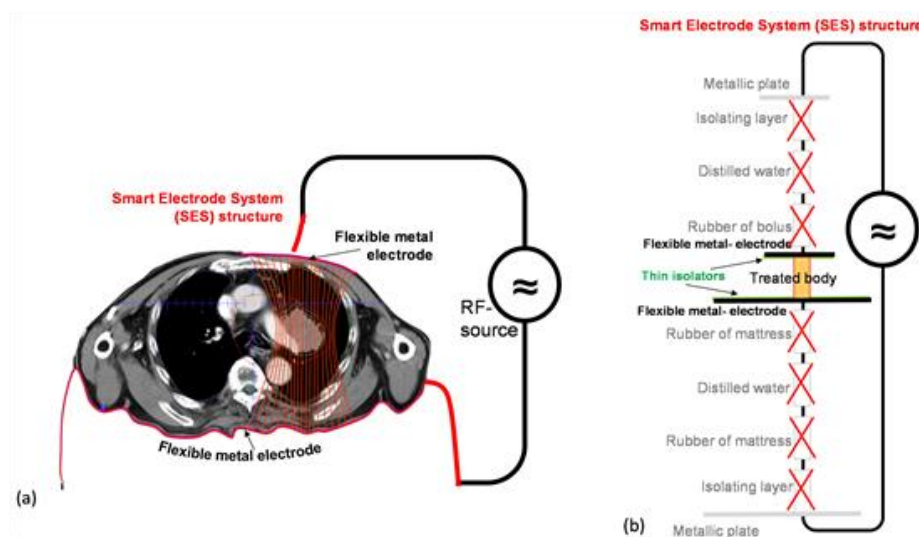 Smart Electrode System (SES) structure
Metallic plate
Isolating layer
Distilled water
Rubber of bolus
Flexible metal- electrode
Thin isolators
Treated body
Flexible metal- electrode
Rubber of mattress
Distilled water
Rubber of mattress
Isolating layer
Metallic plate
(b)
≈
Smart Electrode System
(SES) structure
Flexible metal
electrode
≈
RF-
source
Flexible metal electrode
(a)